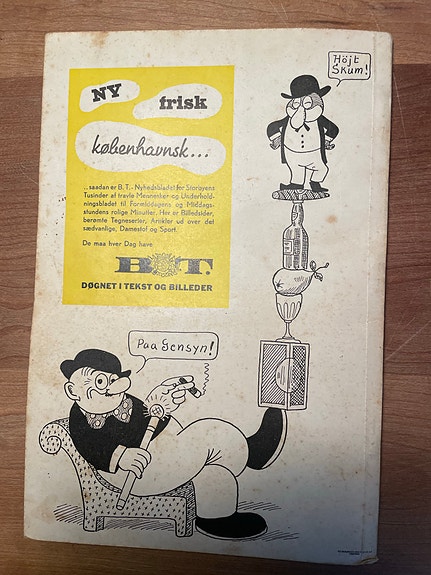 NY
frisk
københavnsk...
... saadan er B. T. - Nyhedsbladet for Storbyens
Tusinder af travle Mennesker og Underhold-
ningsbladet til Formiddagens og Middags-
stundens rolige Minutter. Her er Billedsider,
berømte Tegneserier, Artikler ud over det
sædvanlige, Damestof og Sport.
De maa hver Dag have
B.T.
DØGNET I TEKST OG BILLEDER
Höjt
Skum!
Paa Gensyn!